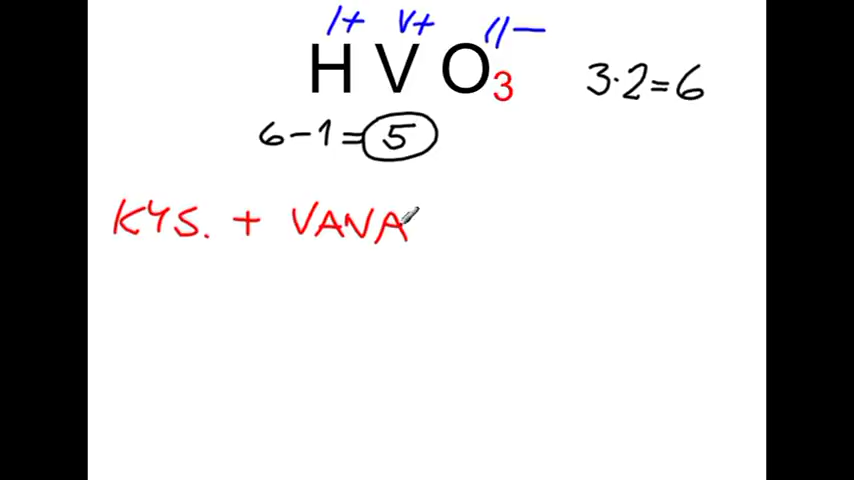 I+ V+ II−
H V O3
3·2=6
6−1=5
KYS. + VANA